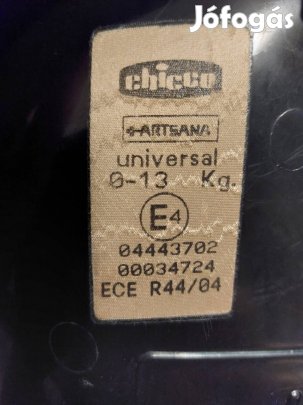 Jófogás
chicco
ARTSANA
universal
0-13 Kg.
E4
04443702
00034724
ECE R44/04